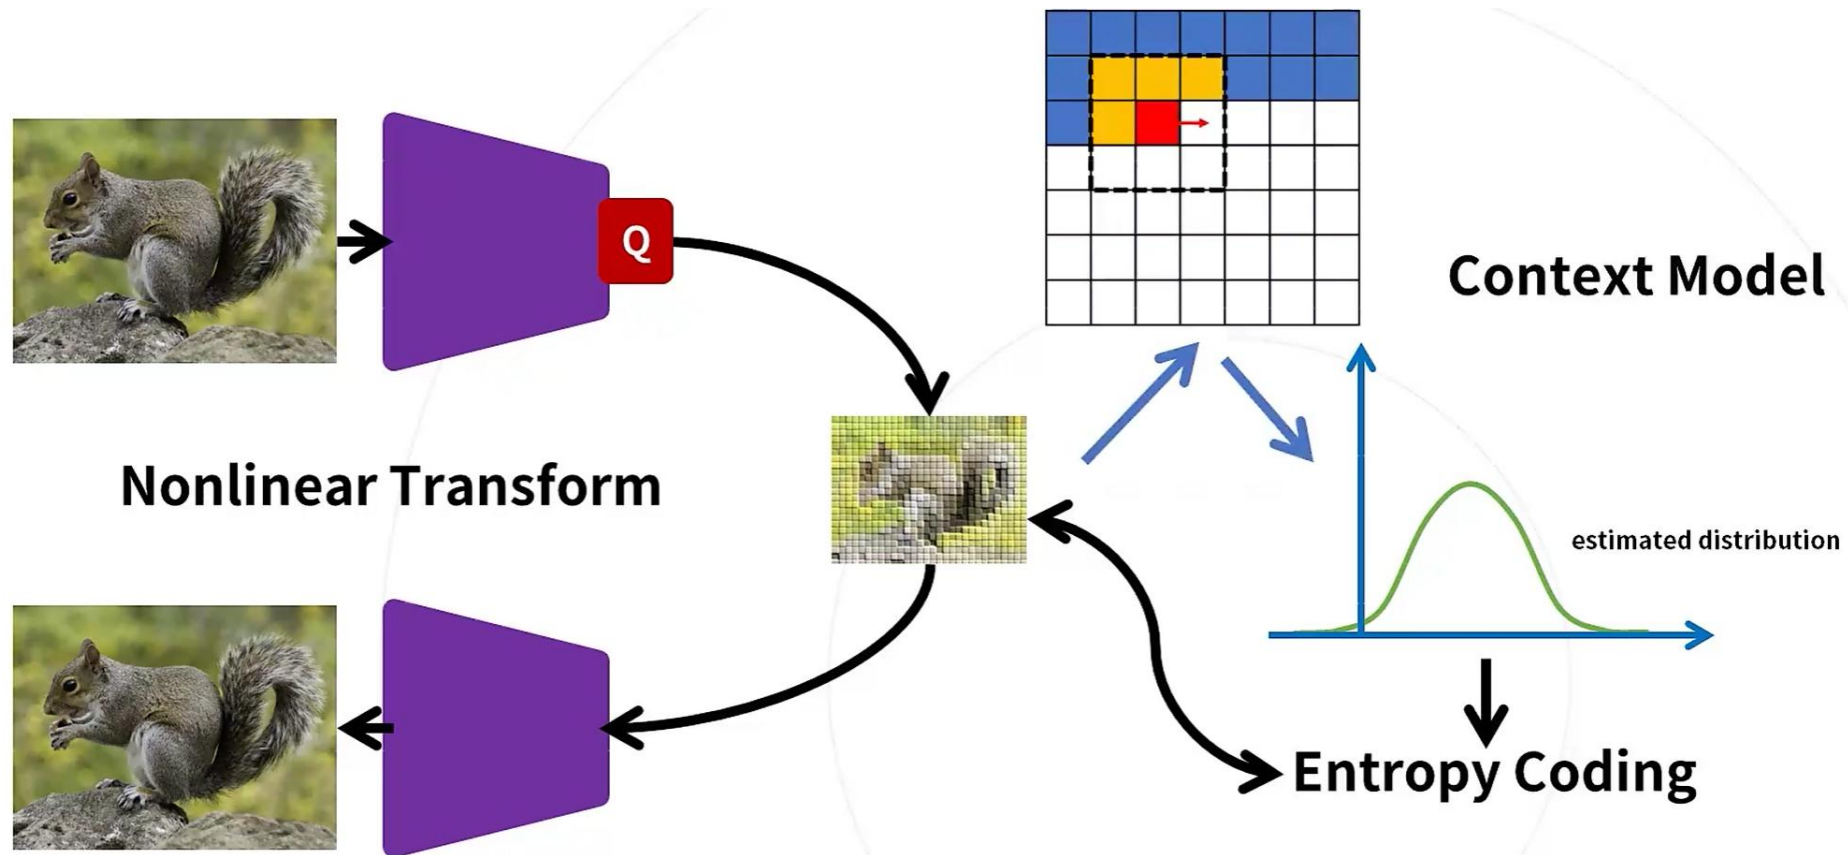 Q
Context Model
Nonlinear Transform
estimated distribution
Entropy Coding